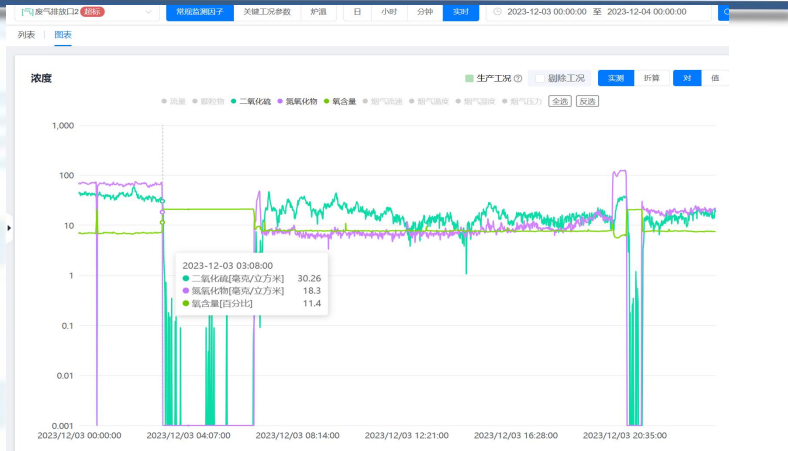 [气]废气排放口2 超标 常规监测因子 关键工况参数 炉温 日 小时 分钟 实时 2023-12-03 00:00:00 至 2023-12-04 00:00:00
列表 图表
浓度 生产工况 剔除工况 实测 折算 对 值
流量 颗粒物 二氧化硫 氮氧化物 氧含量 烟气流速 烟气温度 烟气湿度 烟气压力 全选 反选
1,000
100
10
1
0.1
0.01
0.001
2023-12-03 03:08:00
二氧化硫[毫克/立方米] 30.26
氮氧化物[毫克/立方米] 18.3
氧含量[百分比] 11.4
2023/12/03 00:00:00 2023/12/03 04:07:00 2023/12/03 08:14:00 2023/12/03 12:21:00 2023/12/03 16:28:00 2023/12/03 20:35:00